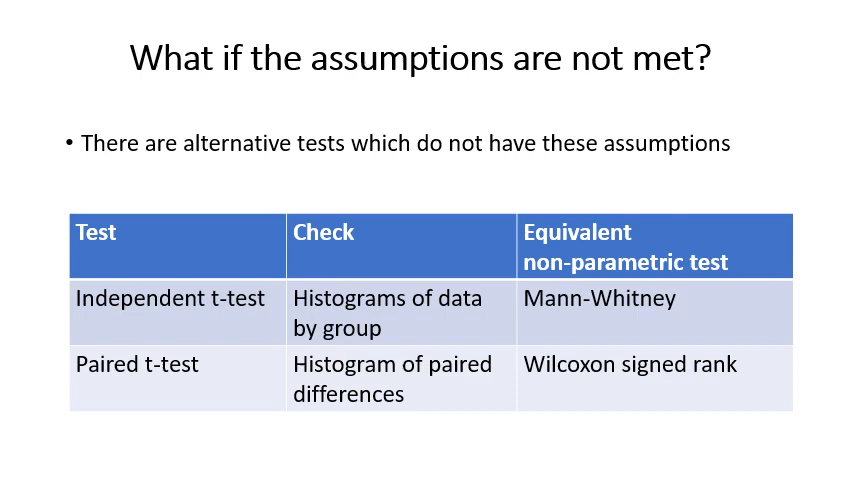 What if the assumptions are not met?
• There are alternative tests which do not have these assumptions
Test
Check
Equivalent
non-parametric test
Independent t-test
Histograms of data
by group
Mann-Whitney
Paired t-test
Histogram of paired
differences
Wilcoxon signed rank